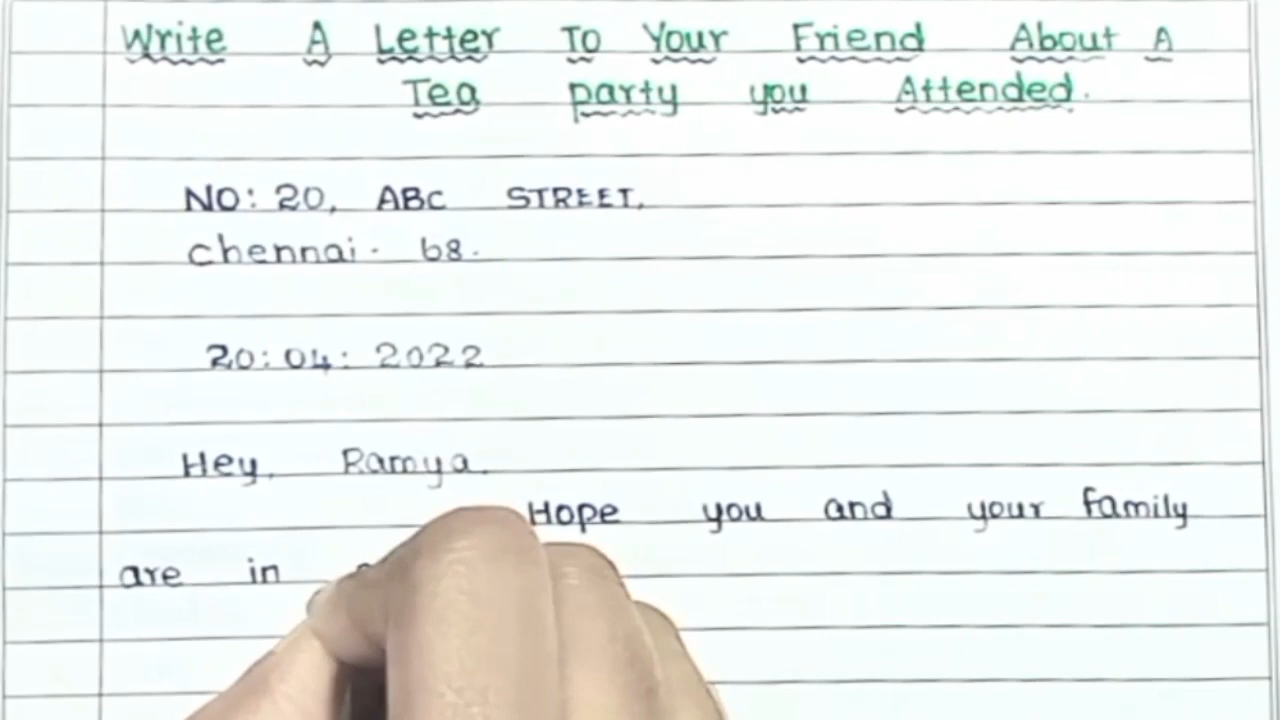 Write A Letter To Your Friend About A
Tea party you Attended.
NO: 20, ABC STREET,
Chennai - 68.
20:04: 2022
Hey, Ramya.
Hope you and your family
are in